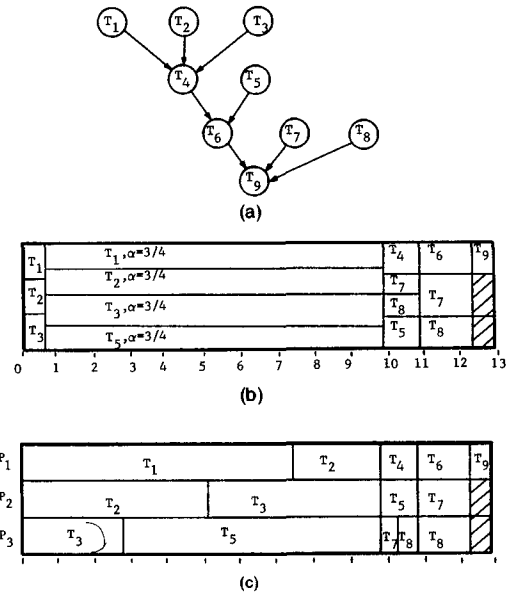 T1 T2 T3
T4 T5
T6 T7 T8
T9
(a)
T1 T1,α=3/4 T4 T6 T9
T2 T2,α=3/4 T7
T3,α=3/4 T8 T7
T3 T5,α=3/4 T5 T8
0 1 2 3 4 5 6 7 8 9 10 11 12 13
(b)
P1 T1 T2 T4 T6 T9
P2 T2 T3 T5 T7
P3 T3 T5 T7 T8 T8
(c)